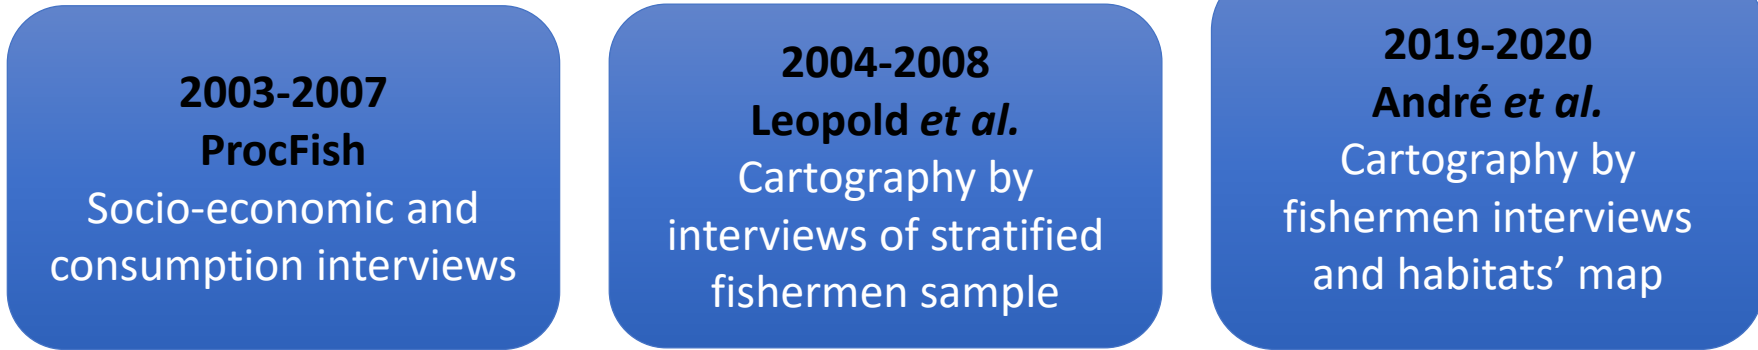 2003-2007
ProcFish
Socio-economic and
consumption interviews
2004-2008
Leopold et al.
Cartography by
interviews of stratified
fishermen sample
2019-2020
André et al.
Cartography by
fishermen interviews
and habitats’ map